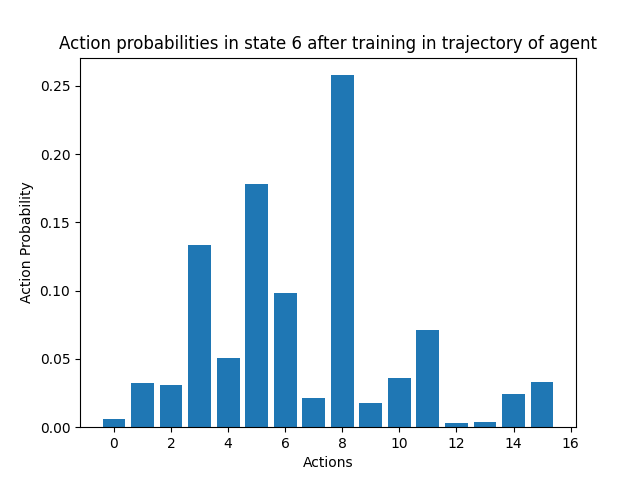 Action probabilities in state 6 after training in trajectory of agent
0.25
0.20
0.15
0.10
0.05
0.00
Action Probability
0 2 4 6 8 10 12 14 16
Actions